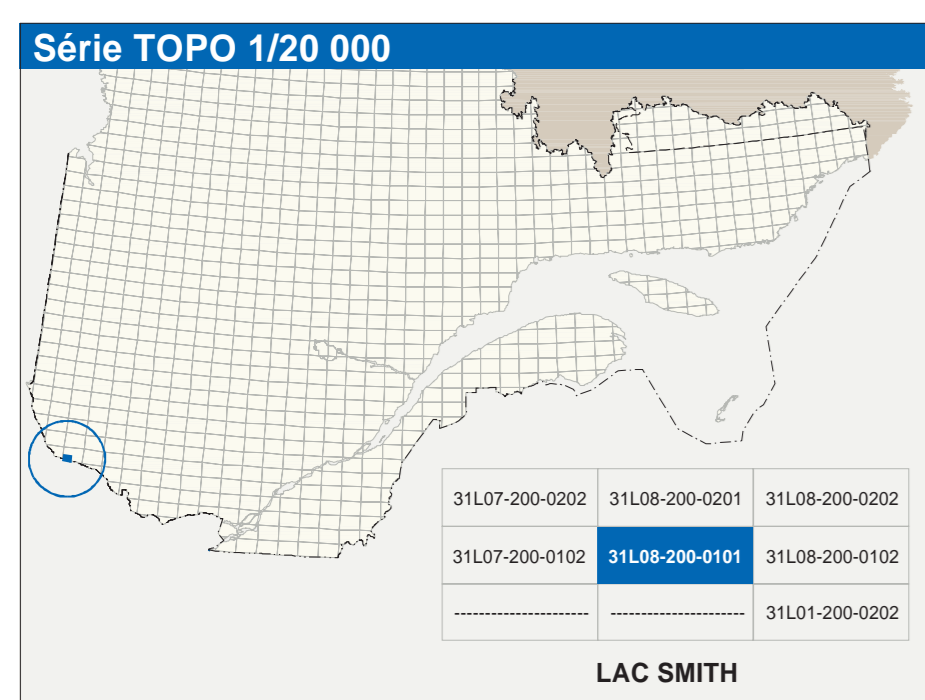 Série TOPO 1/20 000
31L07-200-0202 31L08-200-0201 31L08-200-0202
31L07-200-0102 31L08-200-0101 31L08-200-0102
---------------------- ---------------------- 31L01-200-0202
LAC SMITH